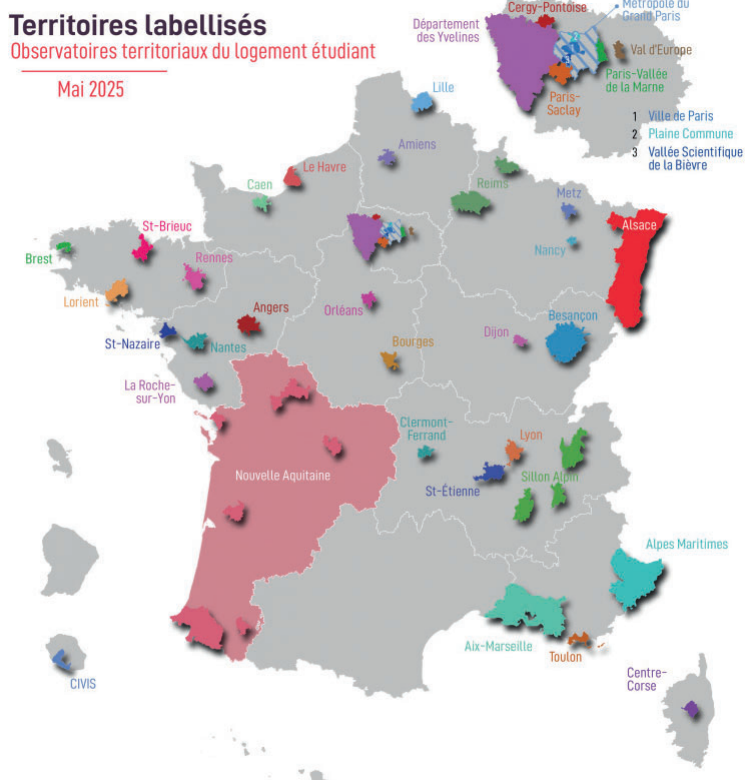 Territoires labellisés
Observatoires territoriaux du logement étudiant
Mai 2025
Cergy-Pontoise
Métropole du
Grand Paris
Département
des Yvelines
2
3
Val d'Europe
Paris-Vallée
de la Marne
Paris-
Saclay
1 Ville de Paris
2 Plaine Commune
3 Vallée Scientifique
de la Bièvre
Lille
Amiens
Le Havre
Caen
Reims
Metz
Nancy
Alsace
St-Brieuc
Brest
Rennes
Lorient
Angers
Orléans
St-Nazaire
Nantes
Bourges
Dijon
Besançon
La Roche-
sur-Yon
Clermont-
Ferrand
Lyon
Nouvelle Aquitaine
St-Étienne
Sillon Alpin
Alpes Maritimes
Aix-Marseille
Toulon
CIVIS
Centre-
Corse